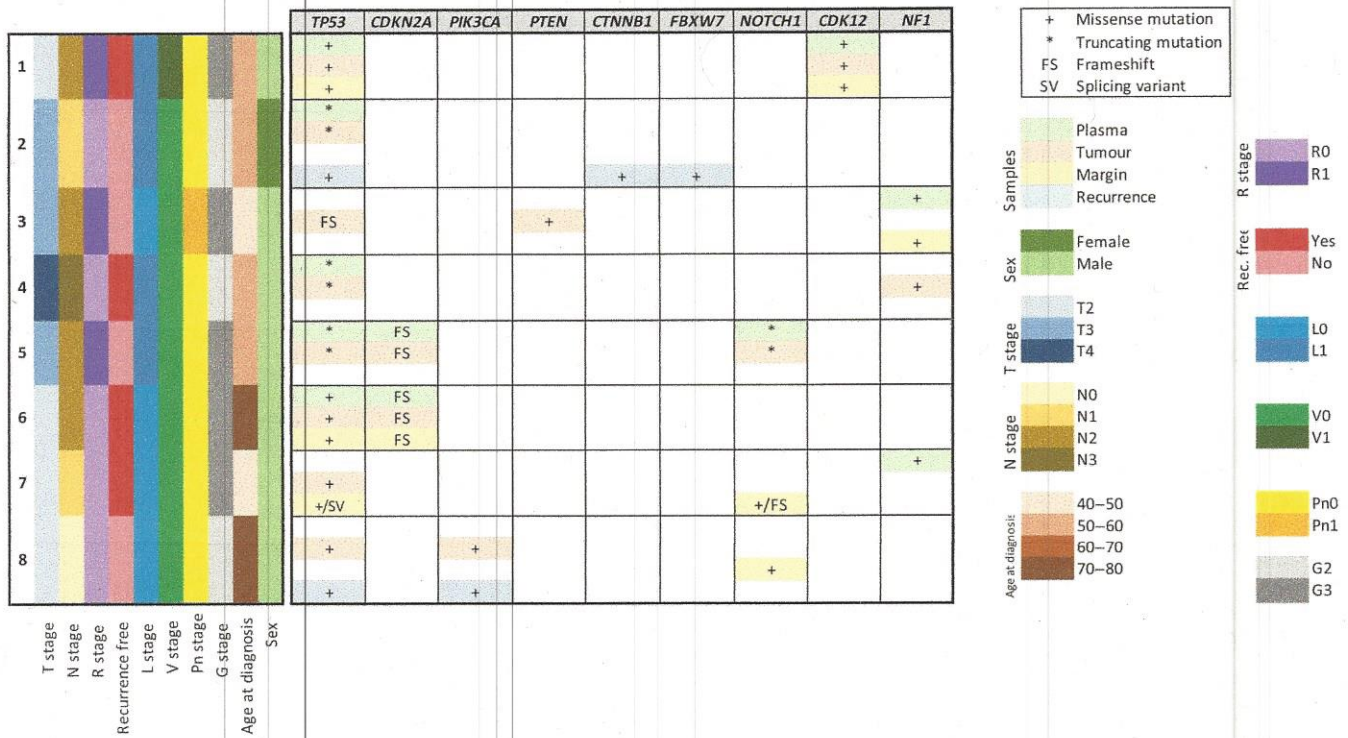 TP53 CDKN2A PIK3CA PTEN CTNNB1 FBXW7 NOTCH1 CDK12 NF1
1
+ +
+ +
+ +
2
*
*
+ + +
3
+
FS +
+
4
*
* +
5
* FS *
* FS *
6
+ FS
+ FS
+ FS
7
+
+
+/SV +/FS
8
+ +
+
+ +
T stage
N stage
R stage
Recurrence free
L stage
V stage
Pn stage
G stage
Age at diagnosis
Sex
+ Missense mutation
* Truncating mutation
FS Frameshift
SV Splicing variant
Samples
Plasma
Tumour
Margin
Recurrence
Sex
Female
Male
T stage
T2
T3
T4
N stage
N0
N1
N2
N3
Age at diagnosis
40–50
50–60
60–70
70–80
R stage
R0
R1
Rec. free
Yes
No
L0
L1
V0
V1
Pn0
Pn1
G2
G3